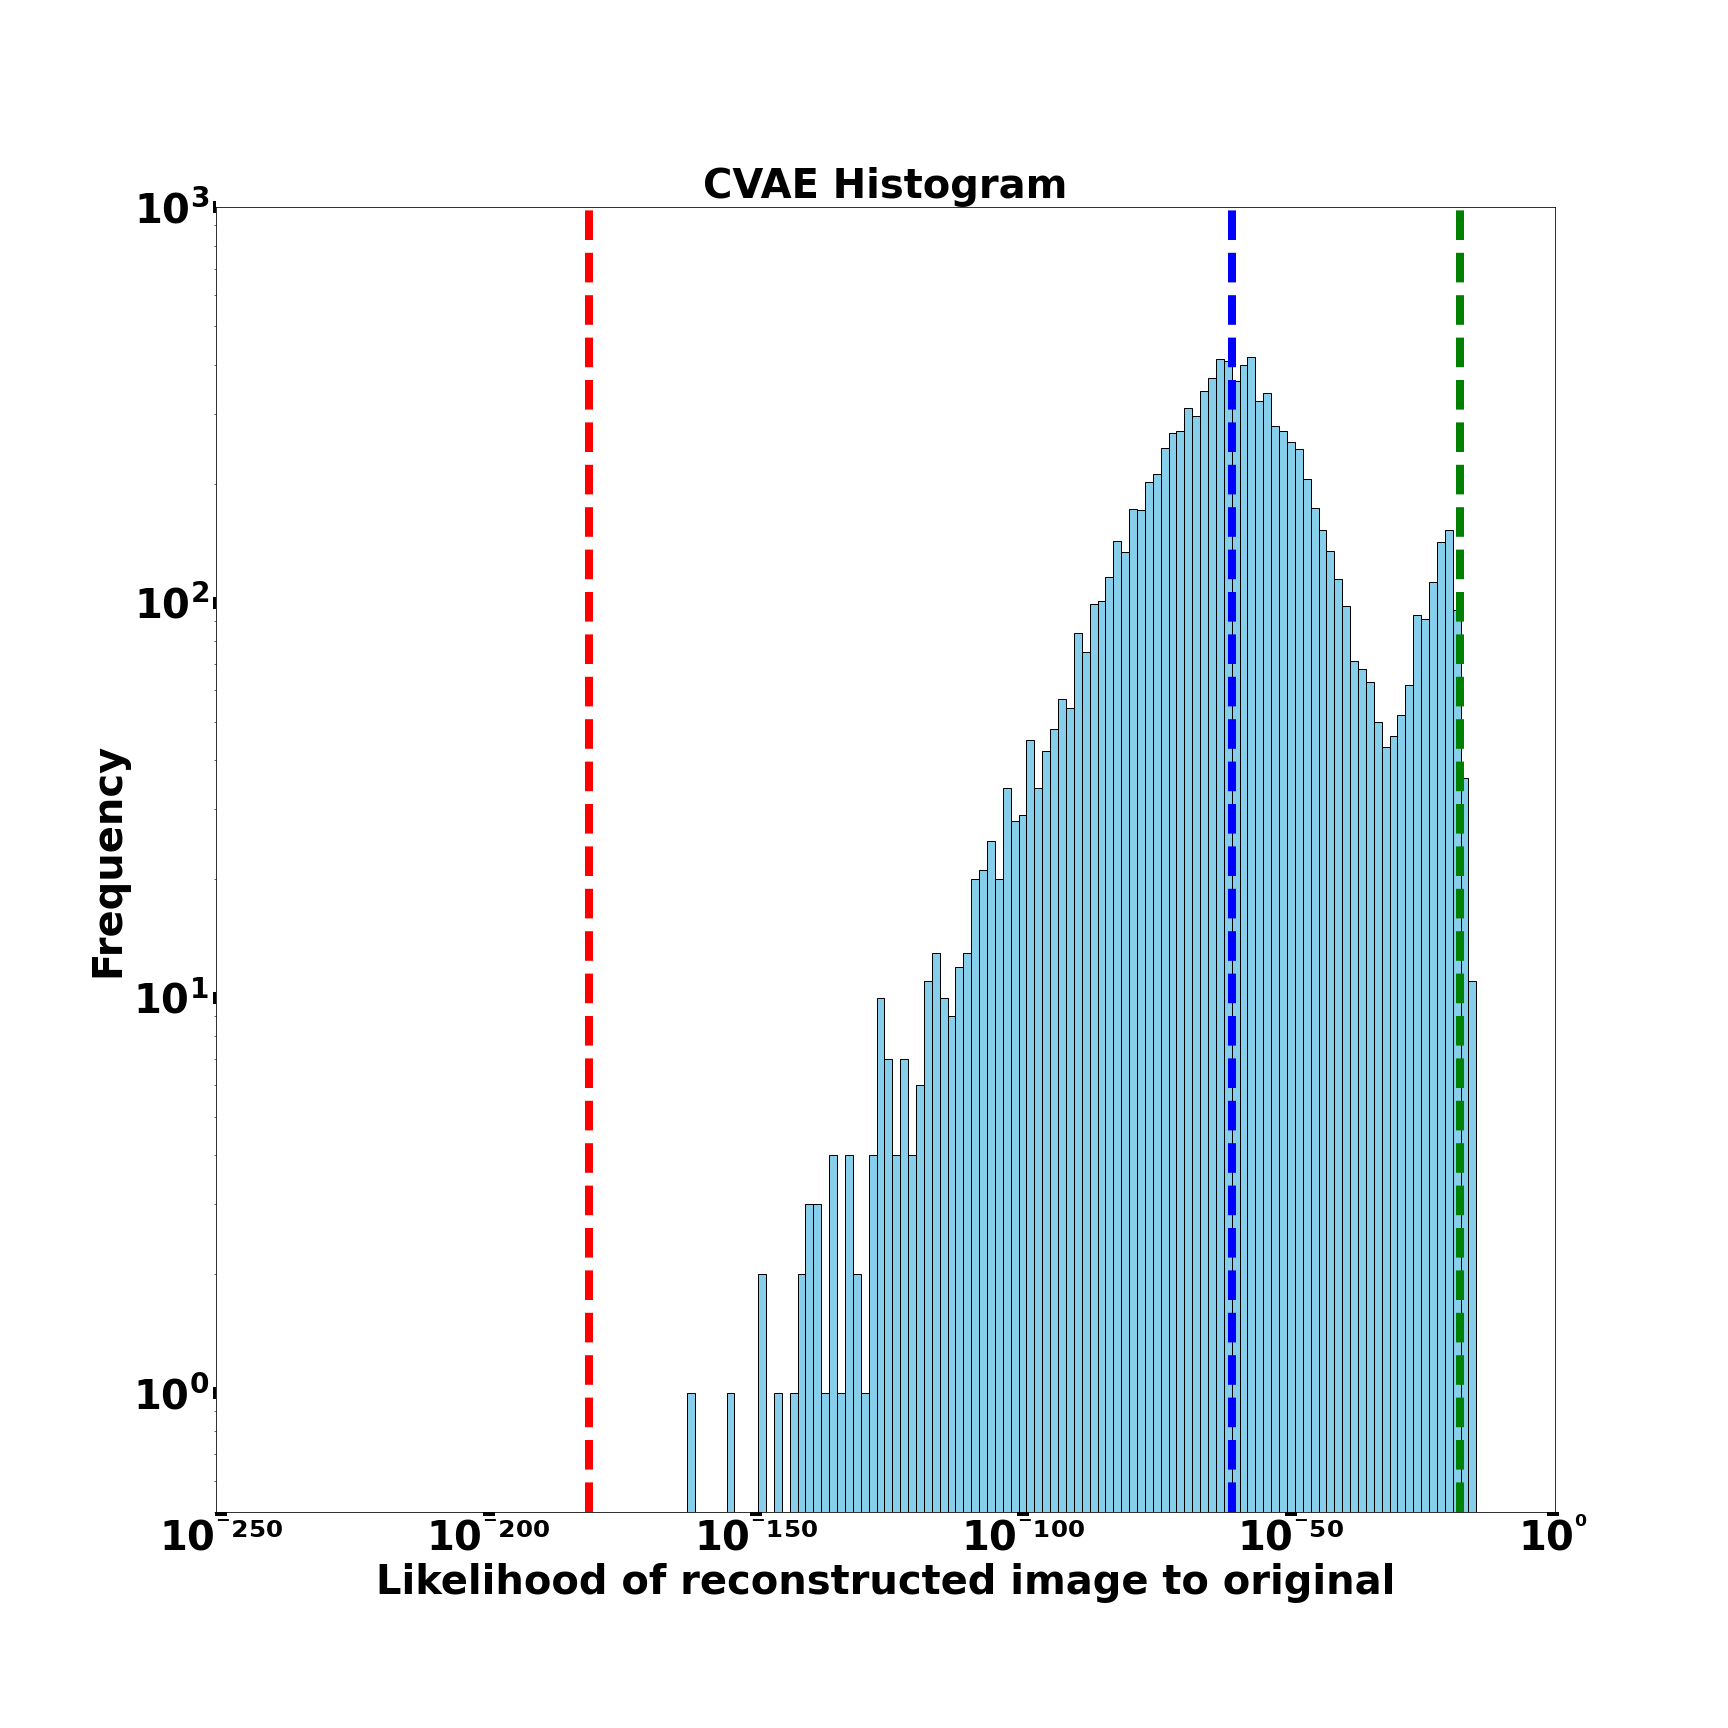 CVAE Histogram
10³
10²
10¹
10⁰
Frequency
10⁻²⁵⁰ 10⁻²⁰⁰ 10⁻¹⁵⁰ 10⁻¹⁰⁰ 10⁻⁵⁰ 10⁰
Likelihood of reconstructed image to original